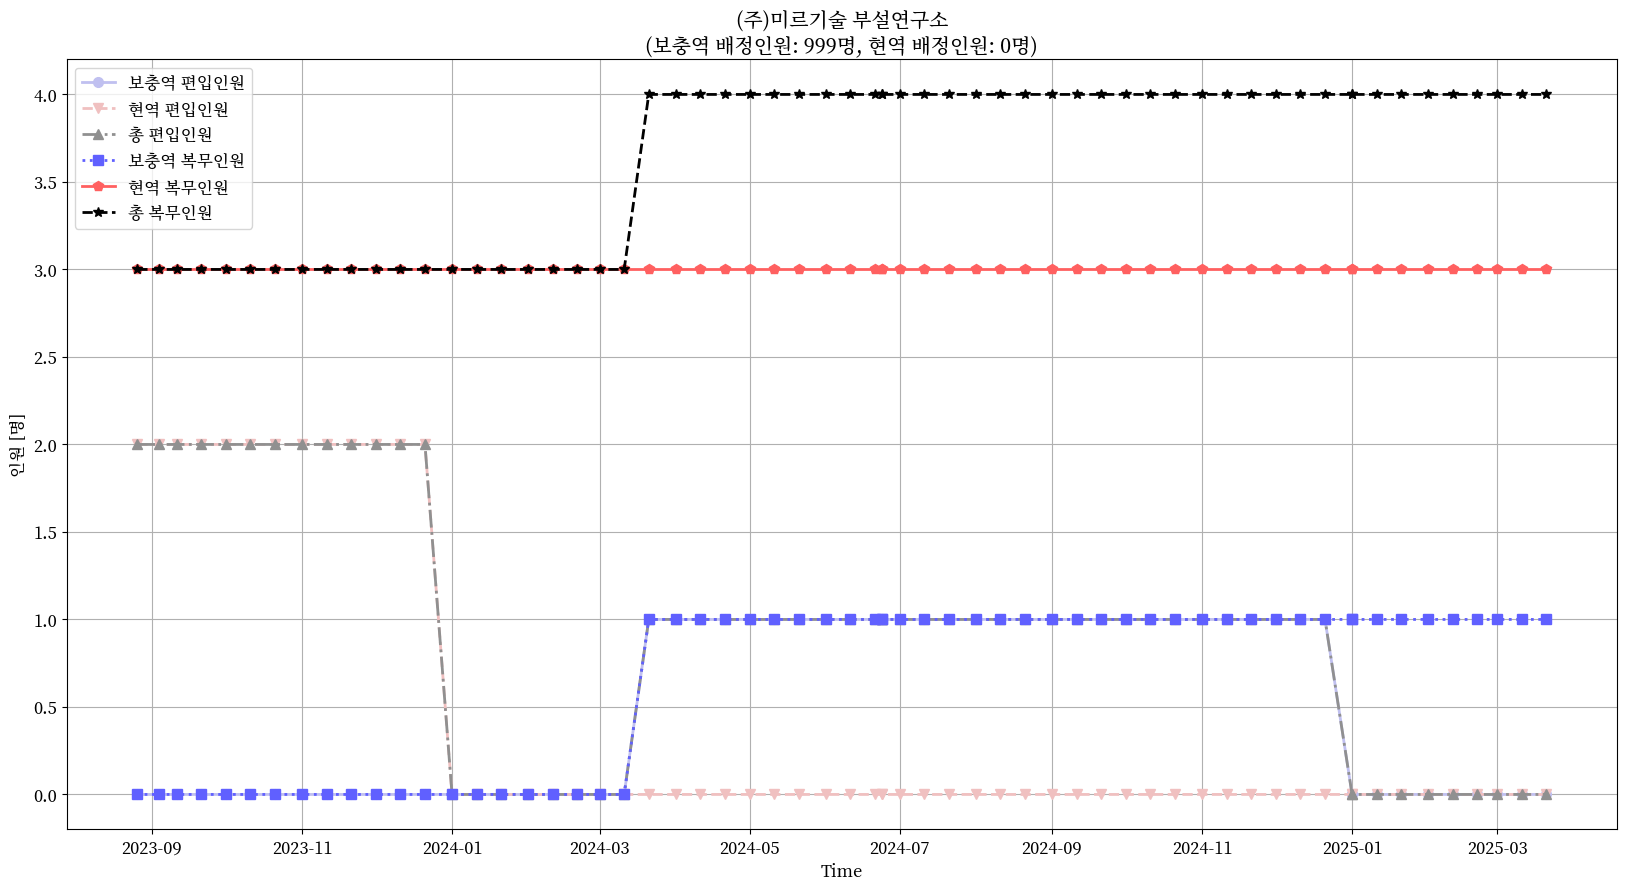 (주)미르기술 부설연구소
(보충역 배정인원: 999명, 현역 배정인원: 0명)
보충역 편입인원
현역 편입인원
총 편입인원
보충역 복무인원
현역 복무인원
총 복무인원
4.0
3.5
3.0
2.5
2.0
1.5
1.0
0.5
0.0
인원 [명]
2023-09 2023-11 2024-01 2024-03 2024-05 2024-07 2024-09 2024-11 2025-01 2025-03
Time